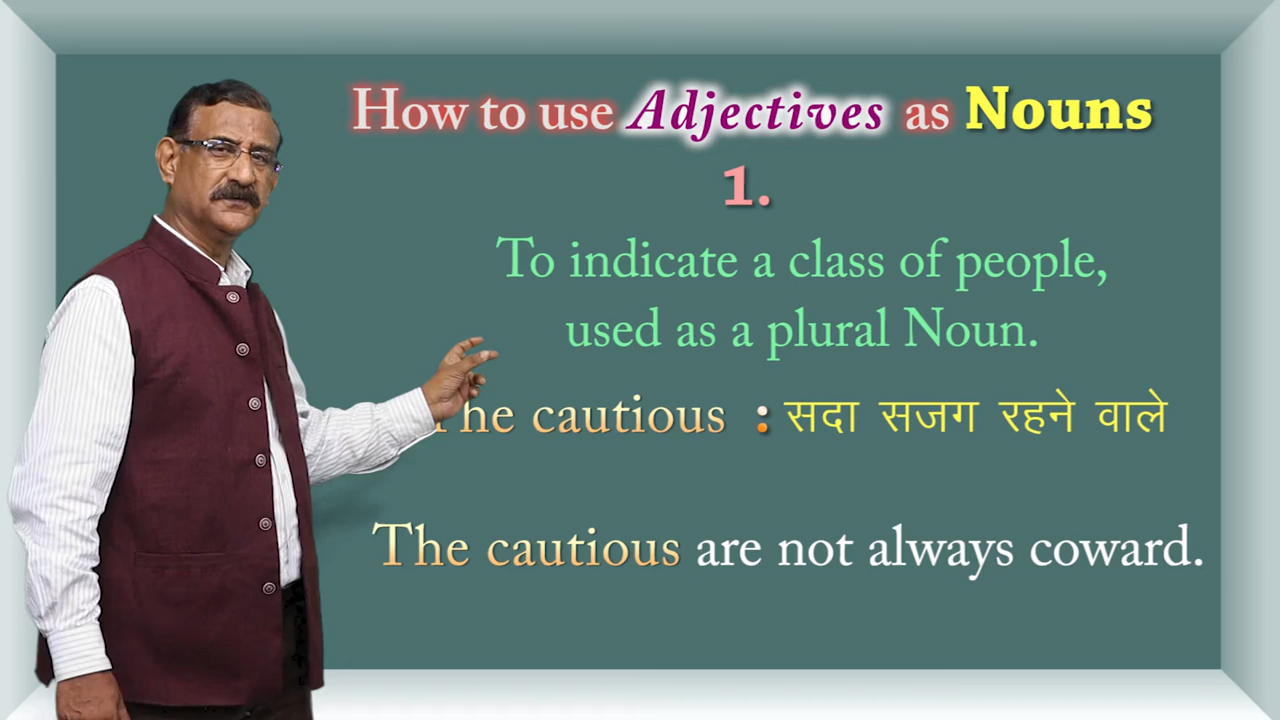 How to use Adjectives as Nouns
1.
To indicate a class of people,
used as a plural Noun.
The cautious : सदा सजग रहने वाले
The cautious are not always coward.